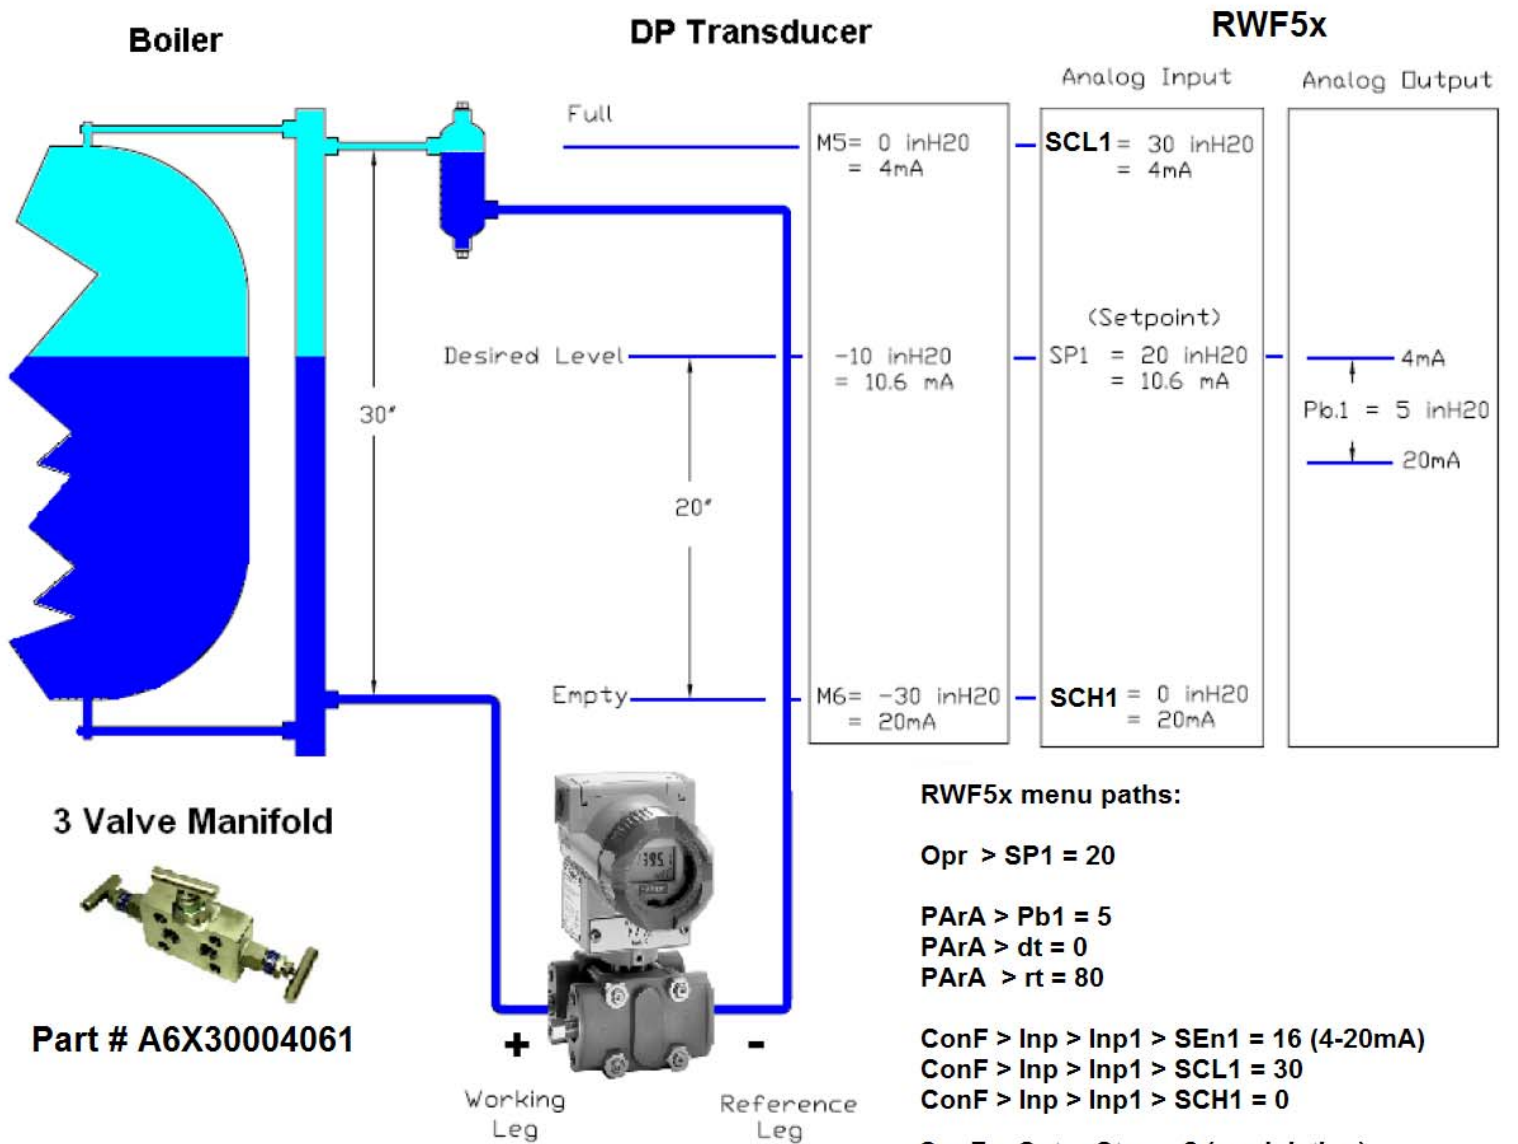 Boiler
DP Transducer
RWF5x
Analog Input
Analog Output
Full
M5= 0 inH20
= 4mA
SCL1 = 30 inH20
= 4mA
(Setpoint)
Desired Level
-10 inH20
= 10.6 mA
SP1 = 20 inH20
= 10.6 mA
4mA
Pb.1 = 5 inH20
20mA
30"
20"
Empty
M6= -30 inH20
= 20mA
SCH1 = 0 inH20
= 20mA
3 Valve Manifold
Part # A6X30004061
+
-
Working
Leg
Reference
Leg
RWF5x menu paths:
Opr > SP1 = 20
PArA > Pb1 = 5
PArA > dt = 0
PArA > rt = 80
ConF > Inp > Inp1 > SEn1 = 16 (4-20mA)
ConF > Inp > Inp1 > SCL1 = 30
ConF > Inp > Inp1 > SCH1 = 0